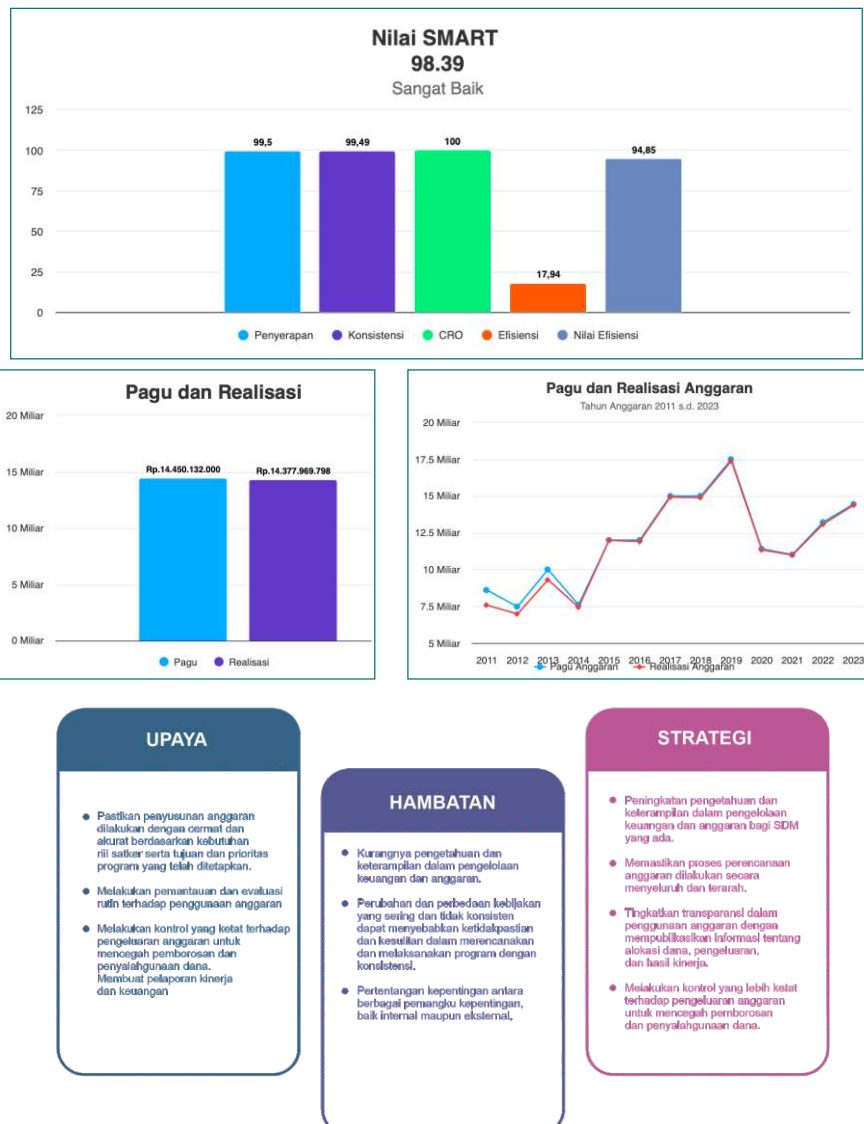 Nilai SMART
98.39
Sangat Baik
125
100
75
50
25
0
99,5
99,49
100
17,94
94,85
Penyerapan
Konsistensi
CRO
Efisiensi
Nilai Efisiensi
Pagu dan Realisasi
20 Miliar
15 Miliar
10 Miliar
5 Miliar
0 Miliar
Rp.14.450.132.000
Rp.14.377.969.798
Pagu
Realisasi
Pagu dan Realisasi Anggaran
Tahun Anggaran 2011 s.d. 2023
20 Miliar
17.5 Miliar
15 Miliar
12.5 Miliar
10 Miliar
7.5 Miliar
5 Miliar
2011 2012 2013 2014 2015 2016 2017 2018 2019 2020 2021 2022 2023
Pagu Anggaran
Realisasi Anggaran
UPAYA
Pastikan penyusunan anggaran
dilakukan dengan cermat dan
akurat berdasarkan kebutuhan
riil satker serta tujuan dan prioritas
program yang telah ditetapkan.
Melakukan pemantauan dan evaluasi
rutin terhadap penggunaan anggaran
Melakukan kontrol yang ketat terhadap
pengeluaran anggaran untuk
mencegah pemborosan dan
penyalahgunaan dana.
Membuat pelaporan kinerja
dan keuangan
HAMBATAN
Kurangnya pengetahuan dan
keterampilan dalam pengelolaan
keuangan dan anggaran.
Perubahan dan perbedaan kebijakan
yang sering dan tidak konsisten
dapat menyebabkan ketidakpastian
dan kesulitan dalam merencanakan
dan melaksanakan program dengan
konsistensi.
Pertentangan kepentingan antara
berbagai pemangku kepentingan,
baik internal maupun eksternal,
STRATEGI
Peningkatan pengetahuan dan
keterampilan dalam pengelolaan
keuangan dan anggaran bagi SDM
yang ada.
Memastikan proses perencanaan
anggaran dilakukan secara
menyeluruh dan terarah.
Tingkatkan transparansi dalam
penggunaan anggaran dengan
mempublikasikan informasi tentang
alokasi dana, pengeluaran,
dan hasil kinerja.
Melakukan kontrol yang lebih ketat
terhadap pengeluaran anggaran
untuk mencegah pemborosan
dan penyalahgunaan dana.